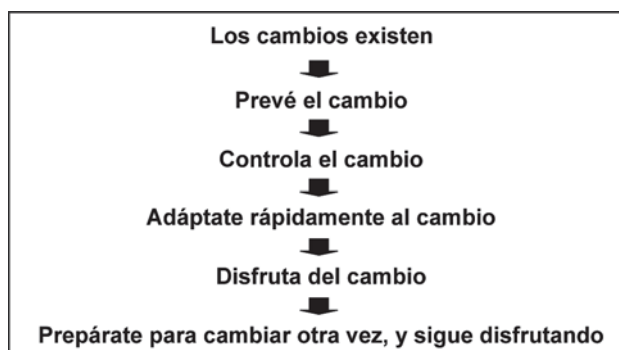 Los cambios existen
Prevé el cambio
Controla el cambio
Adáptate rápidamente al cambio
Disfruta del cambio
Prepárate para cambiar otra vez, y sigue disfrutando